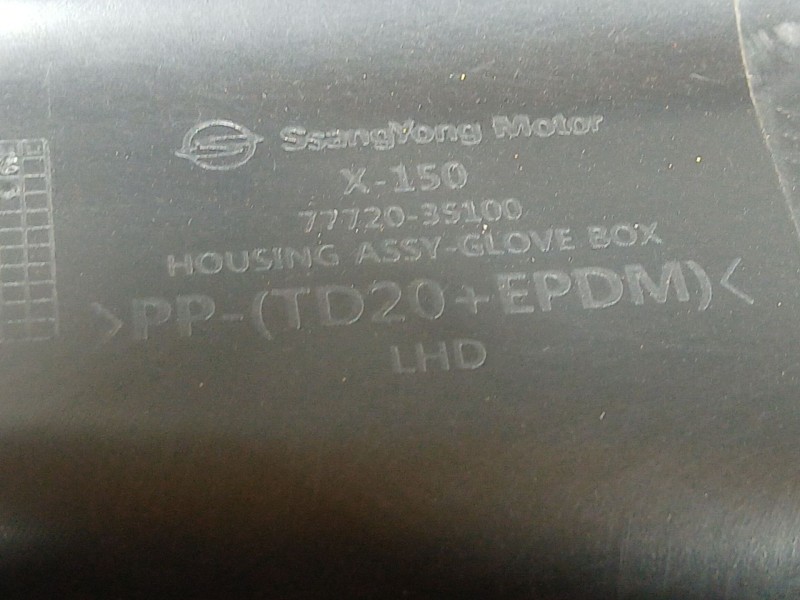 SsangYong Motor
X-150
77720-35100
HOUSING ASSY-GLOVE BOX
>PP-(TD20+EPDM)<
LHD